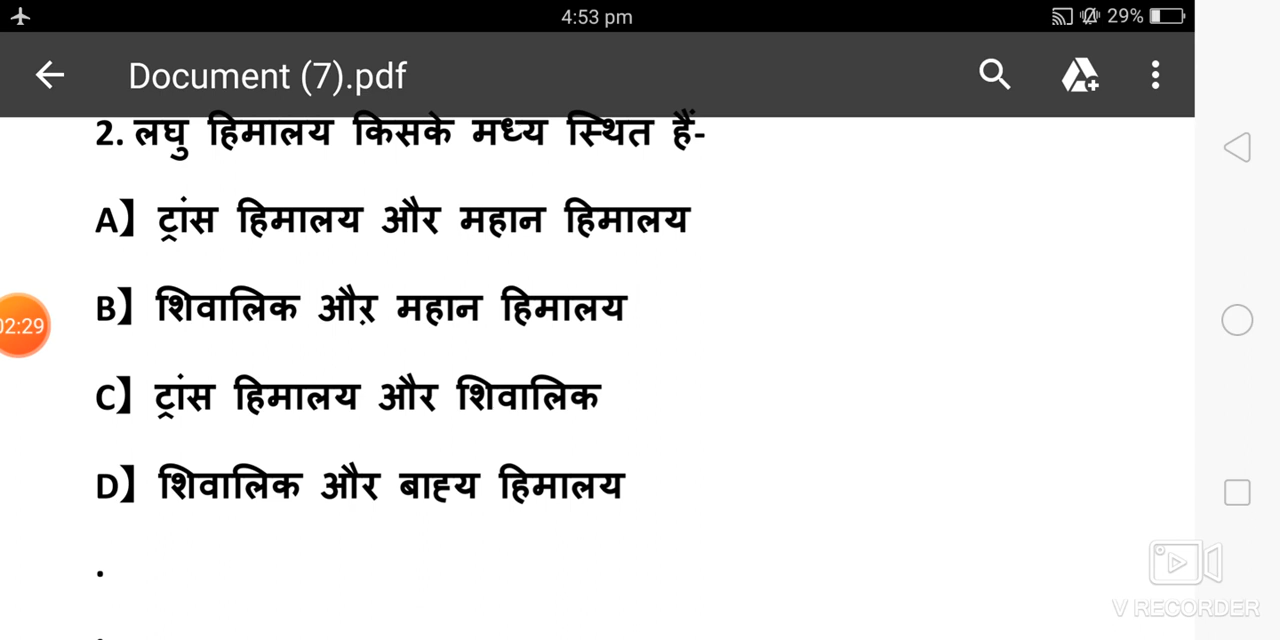 4:53 pm
29%
Document (7).pdf
2. लघु हिमालय किसके मध्य स्थित हैं-
A】 ट्रांस हिमालय और महान हिमालय
B】 शिवालिक और् महान हिमालय
C】 ट्रांस हिमालय और शिवालिक
D】 शिवालिक और बाह्य हिमालय
.
.
02:29
V RECORDER